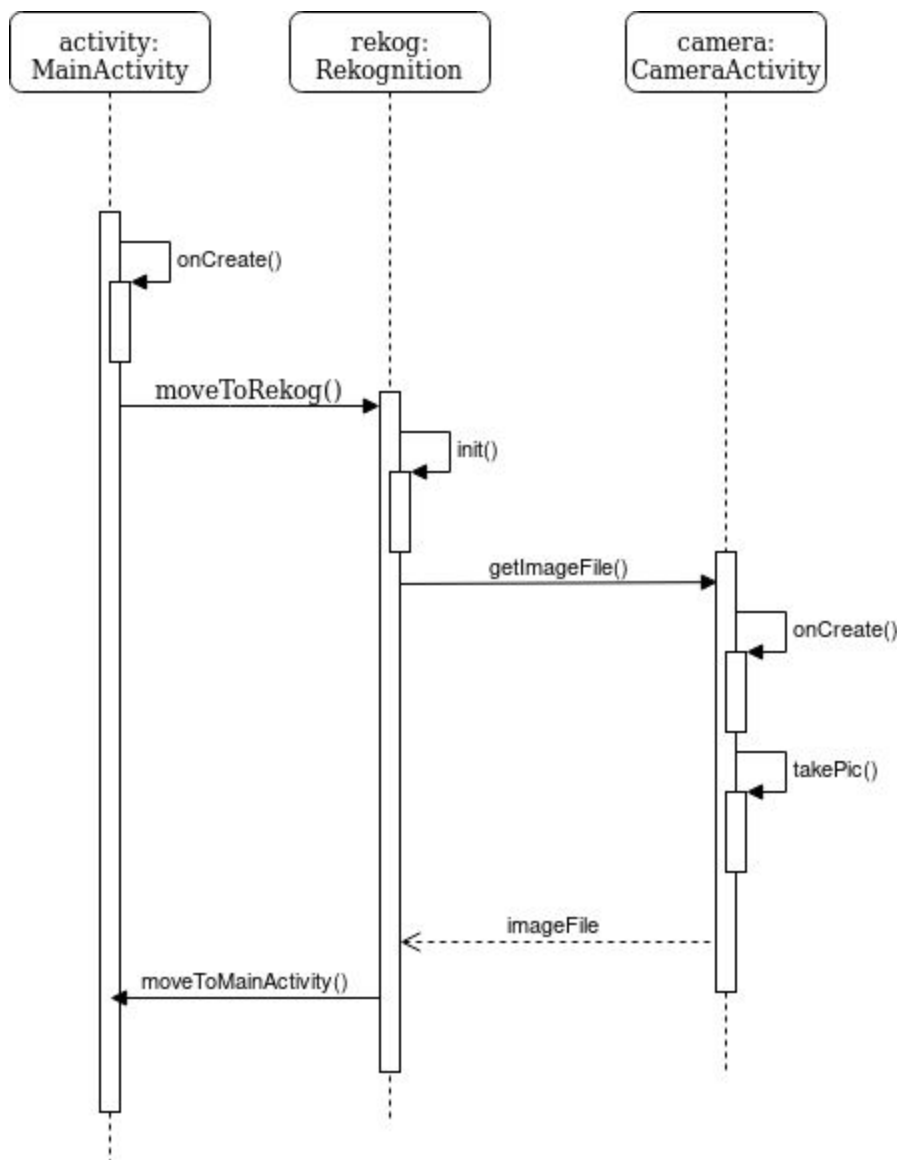 activity:
MainActivity
rekog:
Rekognition
camera:
CameraActivity
onCreate()
moveToRekog()
init()
getImageFile()
onCreate()
takePic()
imageFile
moveToMainActivity()